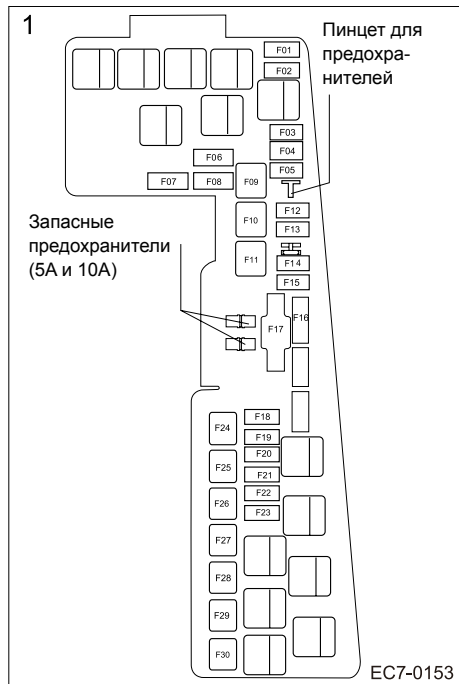 1
Пинцет для
предохра-
нителей
F01
F02
F03
F04
F05
F06
F07
F08
F09
F10
F11
F12
F13
F14
F15
Запасные
предохранители
(5A и 10A)
F16
F17
F18
F19
F20
F21
F22
F23
F24
F25
F26
F27
F28
F29
F30
EC7-0153